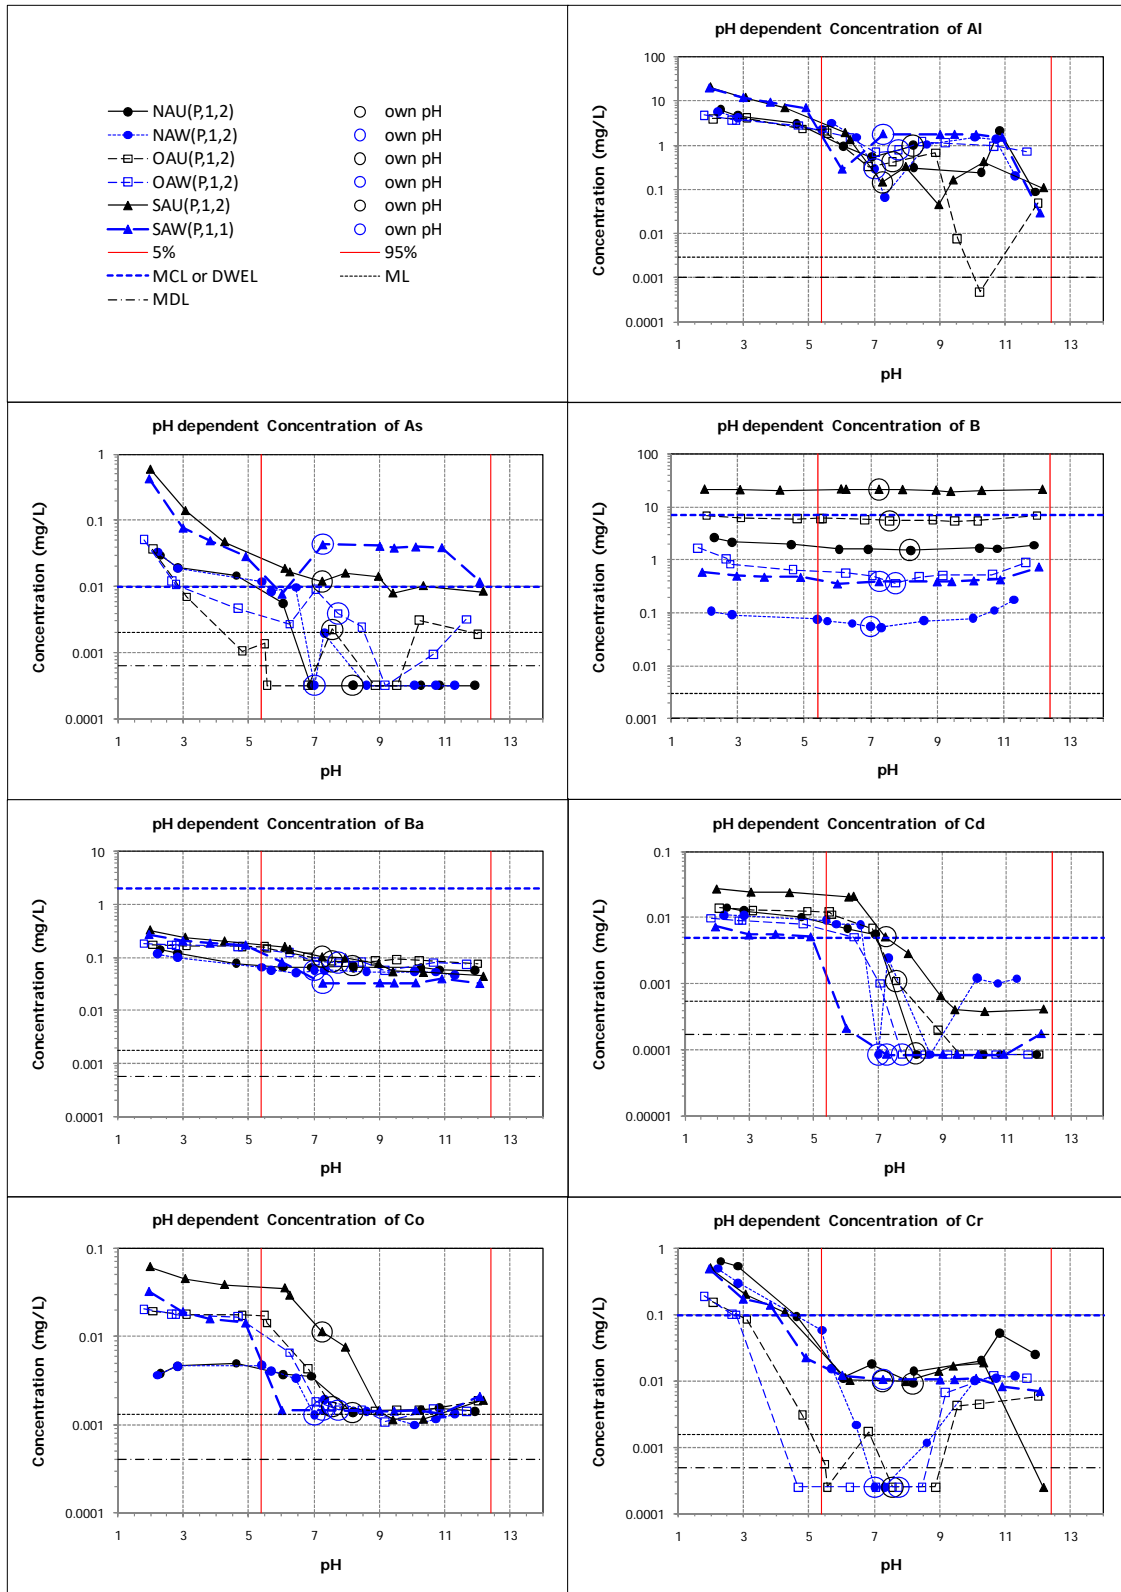 NAU(P,1,2) own pH
NAW(P,1,2) own pH
OAU(P,1,2) own pH
OAW(P,1,2) own pH
SAU(P,1,2) own pH
SAW(P,1,1) own pH
5% 95%
MCL or DWEL ML
MDL
pH dependent Concentration of Al
Concentration (mg/L)
100
10
1
0.1
0.01
0.001
0.0001
1 3 5 7 9 11 13
pH
pH dependent Concentration of As
Concentration (mg/L)
1
0.1
0.01
0.001
0.0001
1 3 5 7 9 11 13
pH
pH dependent Concentration of B
Concentration (mg/L)
100
10
1
0.1
0.01
0.001
1 3 5 7 9 11 13
pH
pH dependent Concentration of Ba
Concentration (mg/L)
10
1
0.1
0.01
0.001
0.0001
1 3 5 7 9 11 13
pH
pH dependent Concentration of Cd
Concentration (mg/L)
0.1
0.01
0.001
0.0001
0.00001
1 3 5 7 9 11 13
pH
pH dependent Concentration of Co
Concentration (mg/L)
0.1
0.01
0.001
0.0001
1 3 5 7 9 11 13
pH
pH dependent Concentration of Cr
Concentration (mg/L)
1
0.1
0.01
0.001
0.0001
1 3 5 7 9 11 13
pH